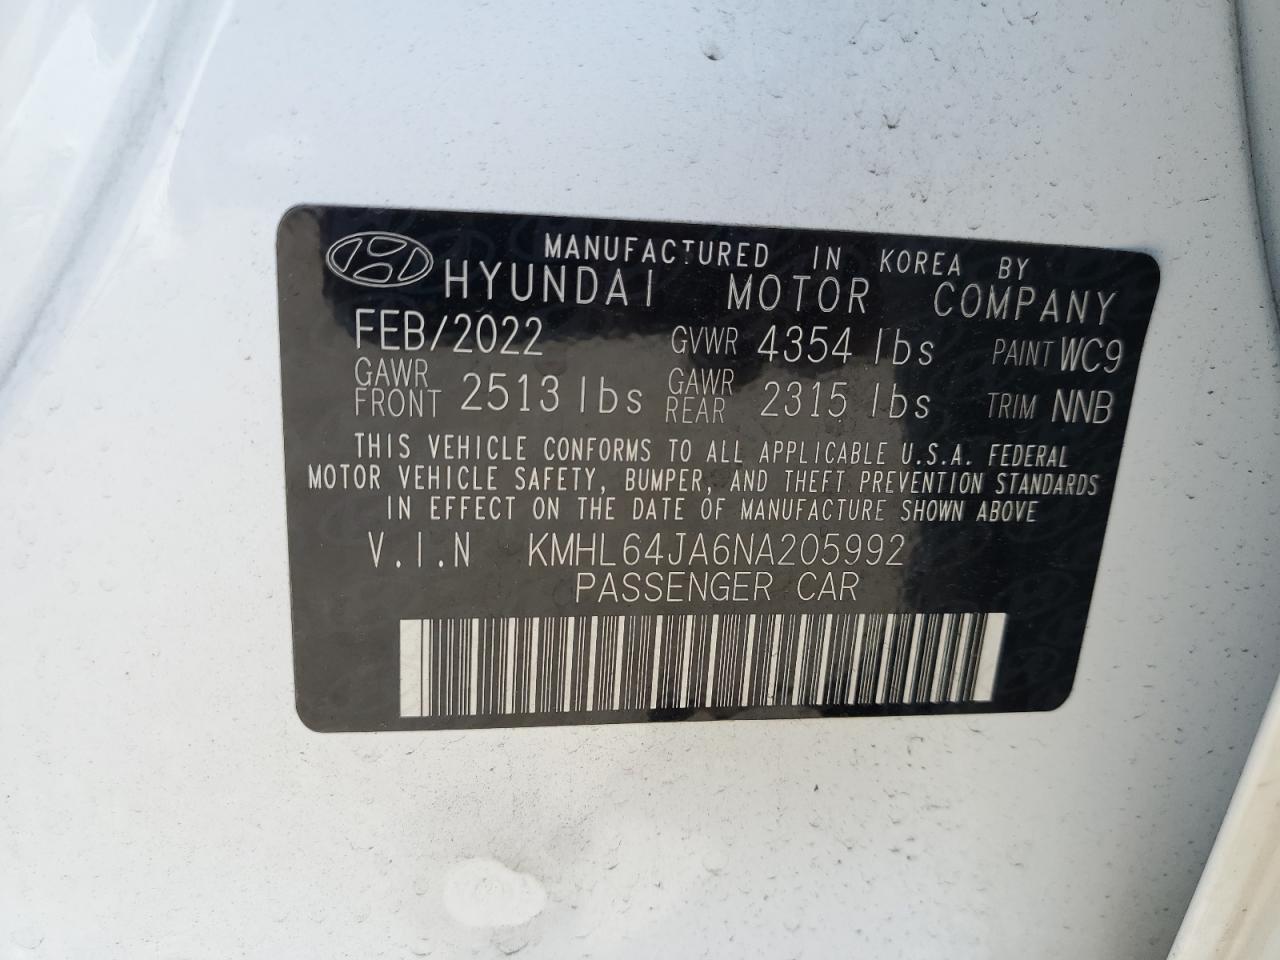 MANUFACTURED IN KOREA BY
HYUNDAI MOTOR COMPANY
FEB/2022 GVWR 4354 lbs PAINT WC9
GAWR FRONT 2513 lbs GAWR REAR 2315 lbs TRIM NNB
THIS VEHICLE CONFORMS TO ALL APPLICABLE U.S.A. FEDERAL
MOTOR VEHICLE SAFETY, BUMPER, AND THEFT PREVENTION STANDARDS
IN EFFECT ON THE DATE OF MANUFACTURE SHOWN ABOVE
V.I.N KMHL64JA6NA205992
PASSENGER CAR